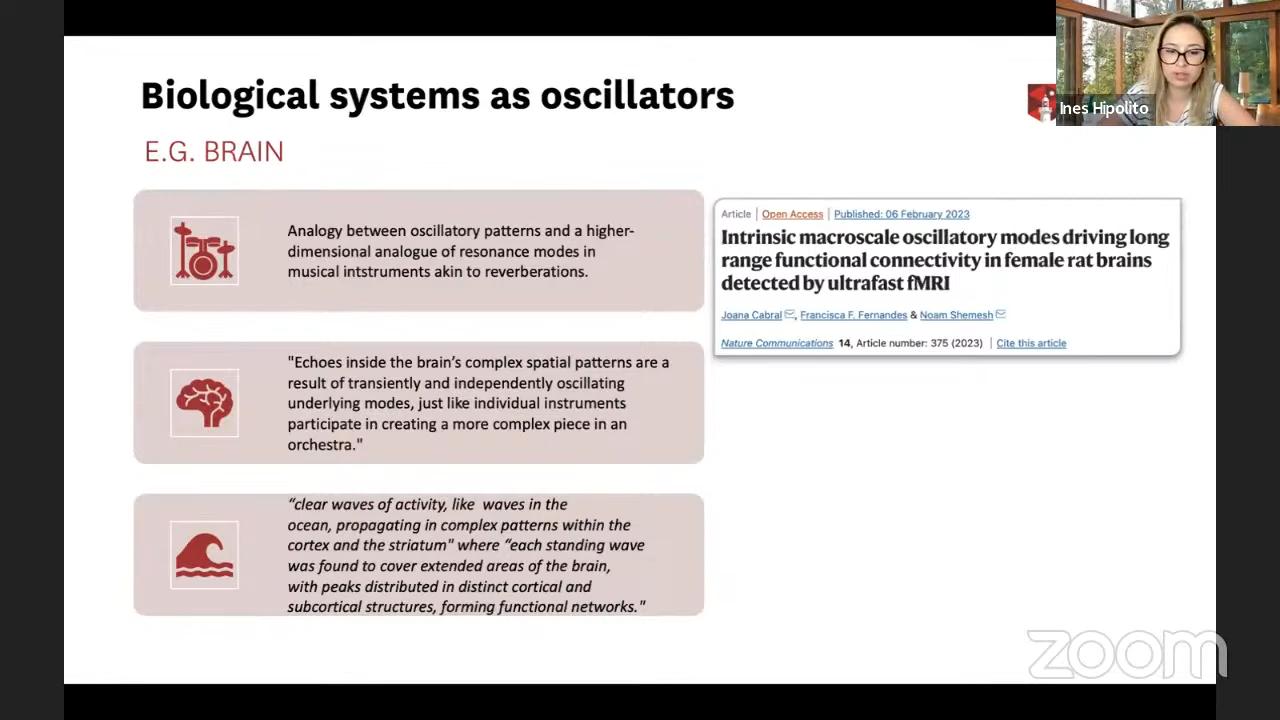 Biological systems as oscillators
E.G. BRAIN
Ines Hipolito
Analogy between oscillatory patterns and a higher-
dimensional analogue of resonance modes in
musical intstruments akin to reverberations.
"Echoes inside the brain’s complex spatial patterns are a
result of transiently and independently oscillating
underlying modes, just like individual instruments
participate in creating a more complex piece in an
orchestra."
“clear waves of activity, like waves in the
ocean, propagating in complex patterns within the
cortex and the striatum" where “each standing wave
was found to cover extended areas of the brain,
with peaks distributed in distinct cortical and
subcortical structures, forming functional networks."
Article | Open Access | Published: 06 February 2023
Intrinsic macroscale oscillatory modes driving long
range functional connectivity in female rat brains
detected by ultrafast fMRI
Joana Cabral, Francisca F. Fernandes & Noam Shemesh
Nature Communications 14, Article number: 375 (2023) | Cite this article
zoom